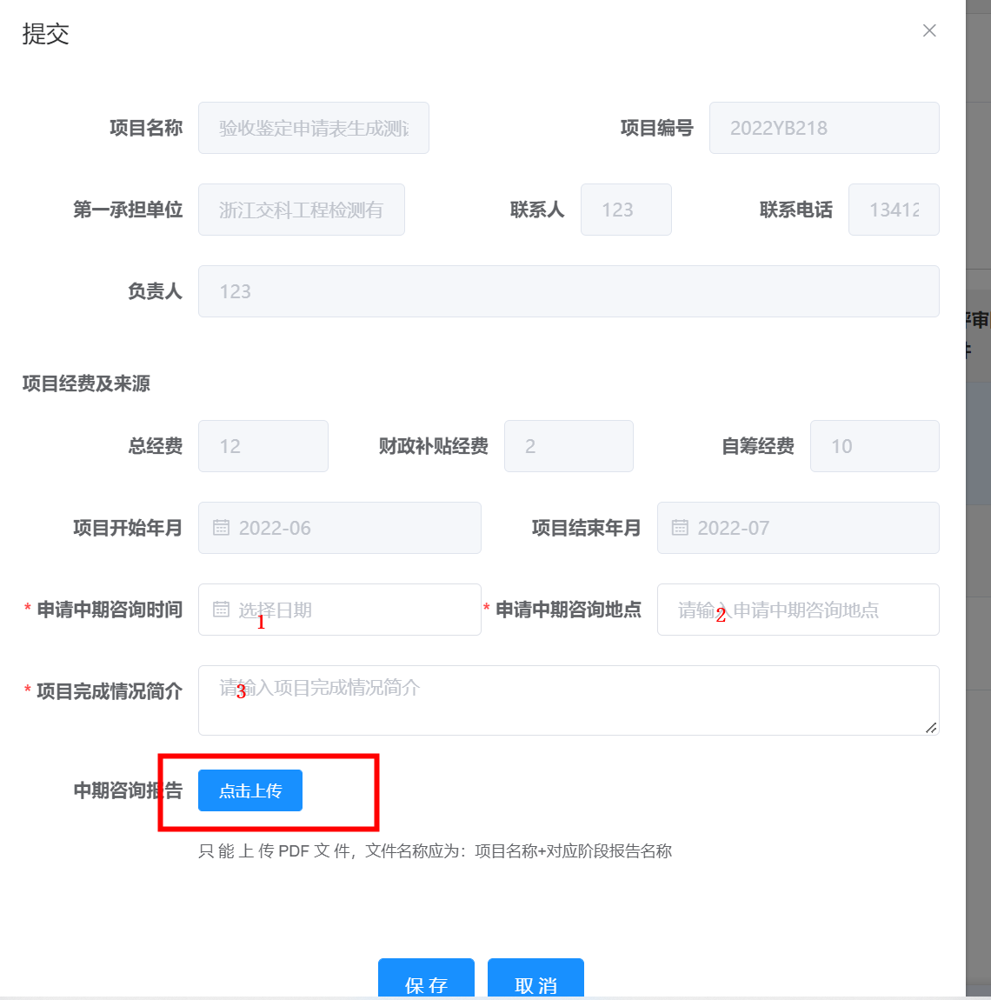 提交
项目名称 验收鉴定申请表生成测 项目编号 2022YB218
第一承担单位 浙江交科工程检测有 联系人 123 联系电话 13412
负责人 123
项目经费及来源
总经费 12 财政补贴经费 2 自筹经费 10
项目开始年月 2022-06 项目结束年月 2022-07
* 申请中期咨询时间 选择日期 * 申请中期咨询地点 请输入申请中期咨询地点
1 2
* 项目完成情况简介 请输入项目完成情况简介
3
中期咨询报告 点击上传
只 能 上 传 PDF 文 件，文件名称应为：项目名称+对应阶段报告名称
保 存 取 消
评审
件